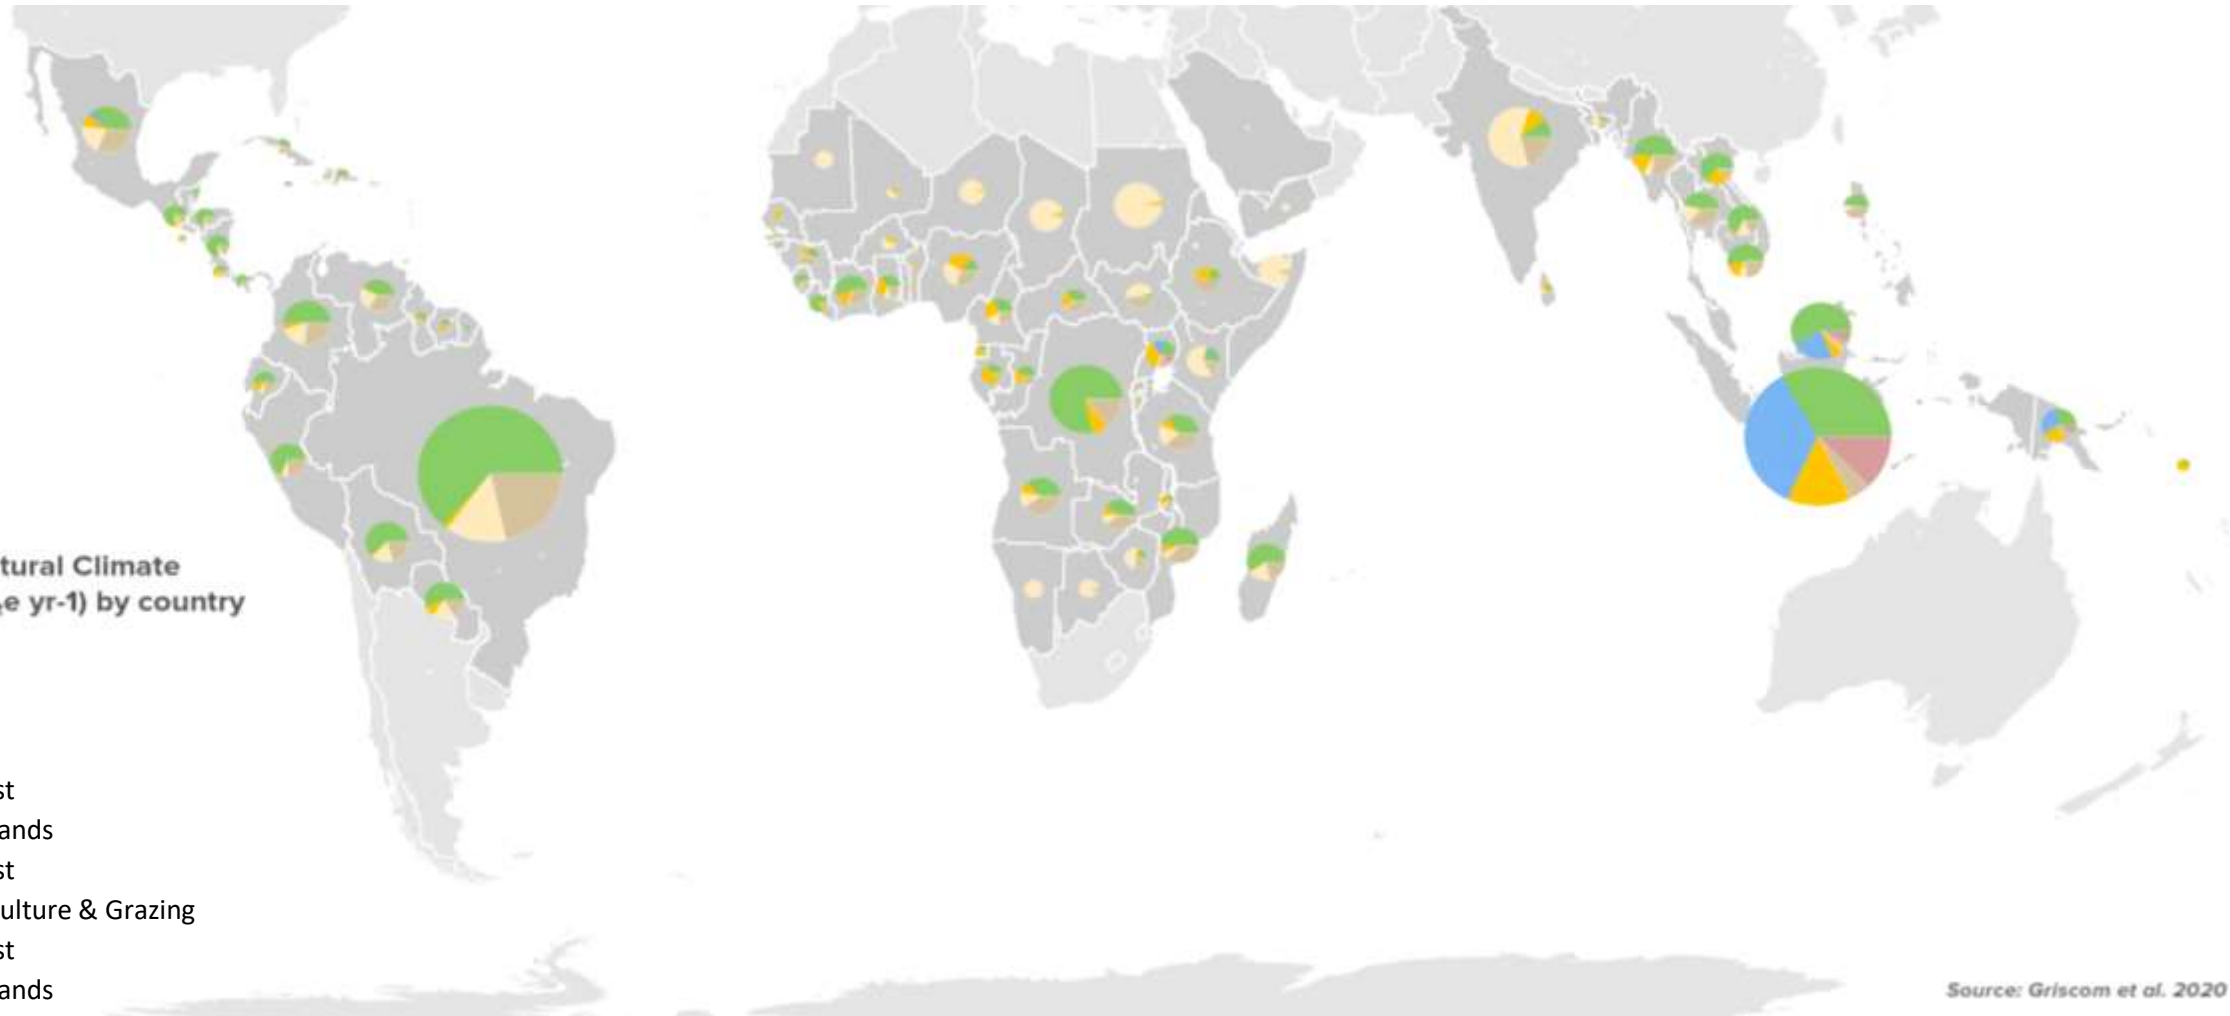 tural Climate
e yr-1) by country
st
ands
st
ulture & Grazing
st
ands
Source: Griscom et al. 2020